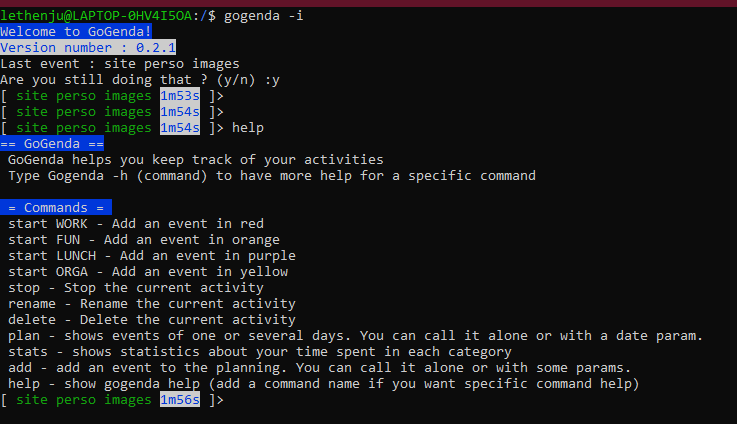 lethenju@LAPTOP-0HV4I5OA:/$ gogenda -i
Welcome to GoGenda!
Version number : 0.2.1
Last event : site perso images
Are you still doing that ? (y/n) :y
[ site perso images 1m53s ]>
[ site perso images 1m54s ]>
[ site perso images 1m54s ]> help
== GoGenda ==
GoGenda helps you keep track of your activities
Type Gogenda -h (command) to have more help for a specific command
= Commands =
start WORK - Add an event in red
start FUN - Add an event in orange
start LUNCH - Add an event in purple
start ORGA - Add an event in yellow
stop - Stop the current activity
rename - Rename the current activity
delete - Delete the current activity
plan - shows events of one or several days. You can call it alone or with a date param.
stats - shows statistics about your time spent in each category
add - add an event to the planning. You can call it alone or with some params.
help - show gogenda help (add a command name if you want specific command help)
[ site perso images 1m56s ]>